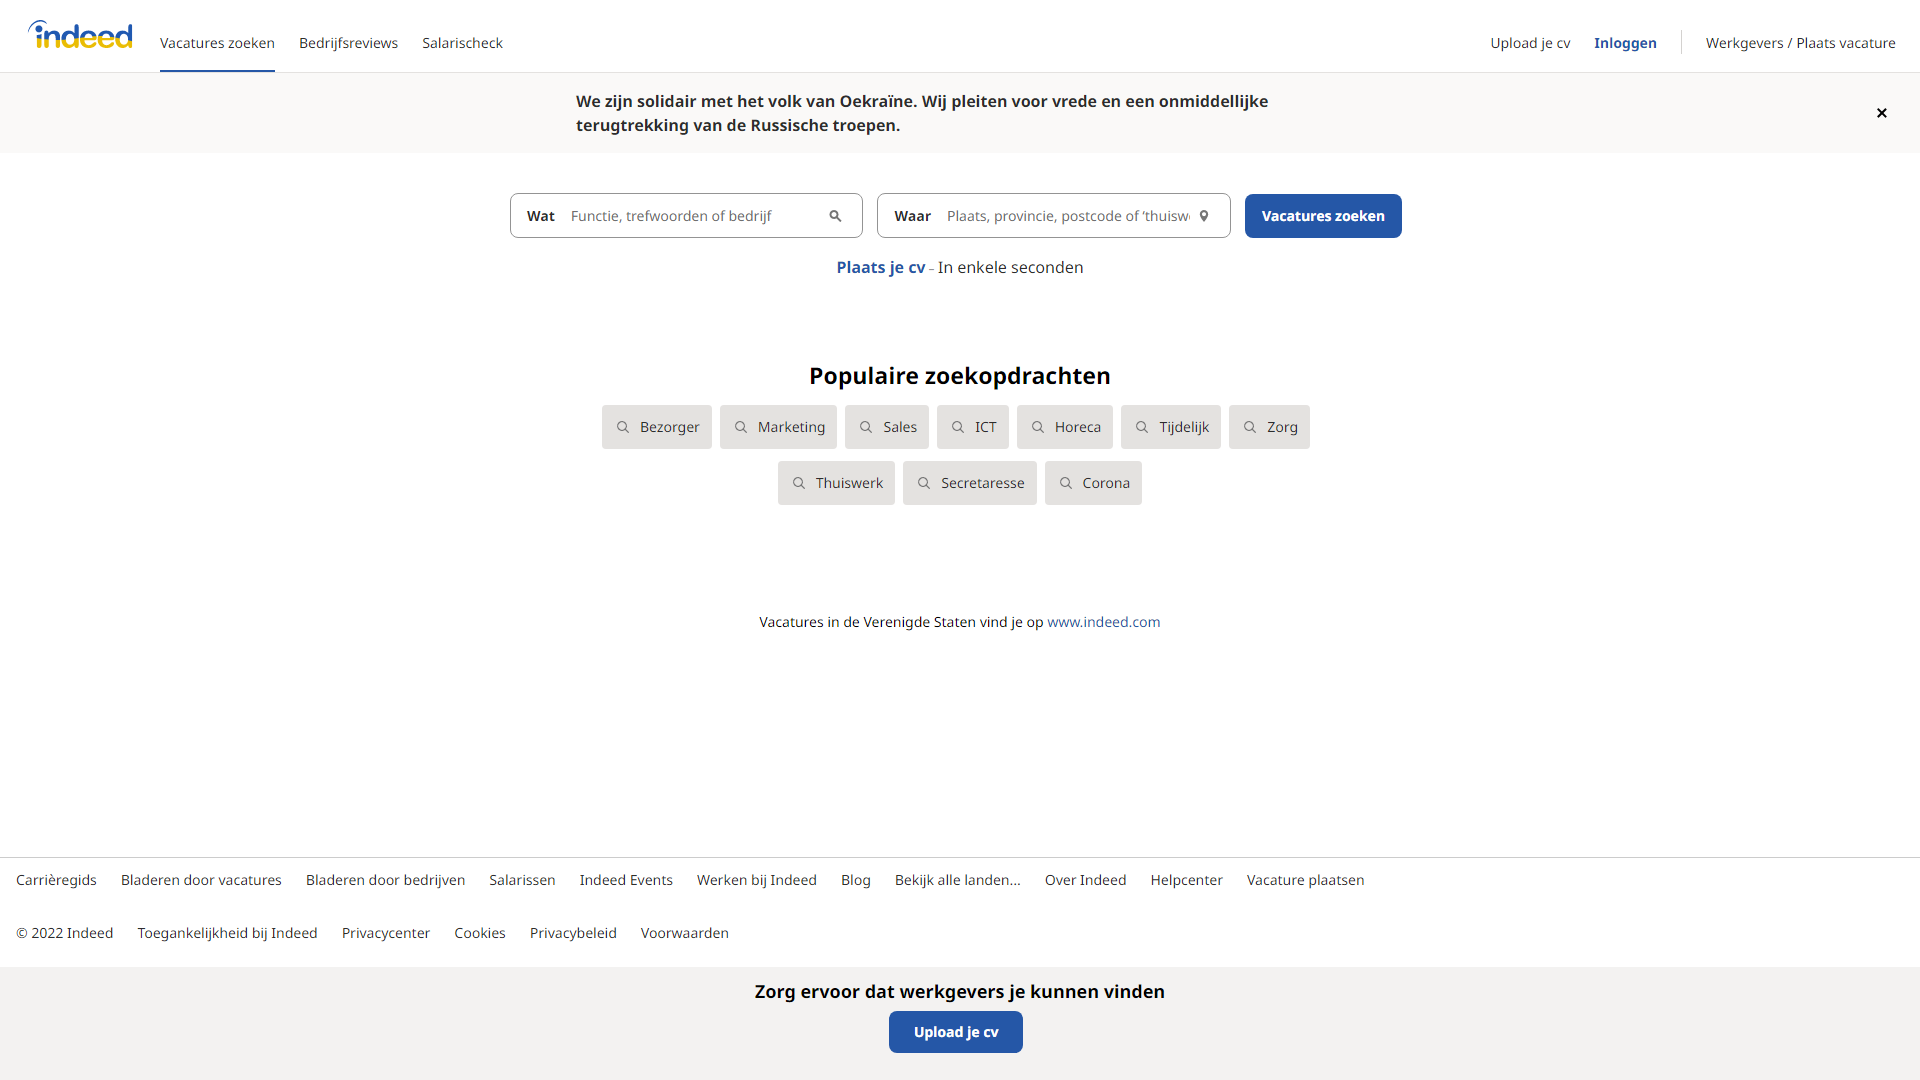 indeed
Vacatures zoeken Bedrijfsreviews Salarischeck Upload je cv Inloggen Werkgevers / Plaats vacature
We zijn solidair met het volk van Oekraïne. Wij pleiten voor vrede en een onmiddellijke
terugtrekking van de Russische troepen.
Wat Functie, trefwoorden of bedrijf Waar Plaats, provincie, postcode of ‘thuisw Vacatures zoeken
Plaats je cv – In enkele seconden
Populaire zoekopdrachten
Bezorger Marketing Sales ICT Horeca Tijdelijk Zorg
Thuiswerk Secretaresse Corona
Vacatures in de Verenigde Staten vind je op www.indeed.com
Carrièregids Bladeren door vacatures Bladeren door bedrijven Salarissen Indeed Events Werken bij Indeed Blog Bekijk alle landen... Over Indeed Helpcenter Vacature plaatsen
© 2022 Indeed Toegankelijkheid bij Indeed Privacycenter Cookies Privacybeleid Voorwaarden
Zorg ervoor dat werkgevers je kunnen vinden
Upload je cv